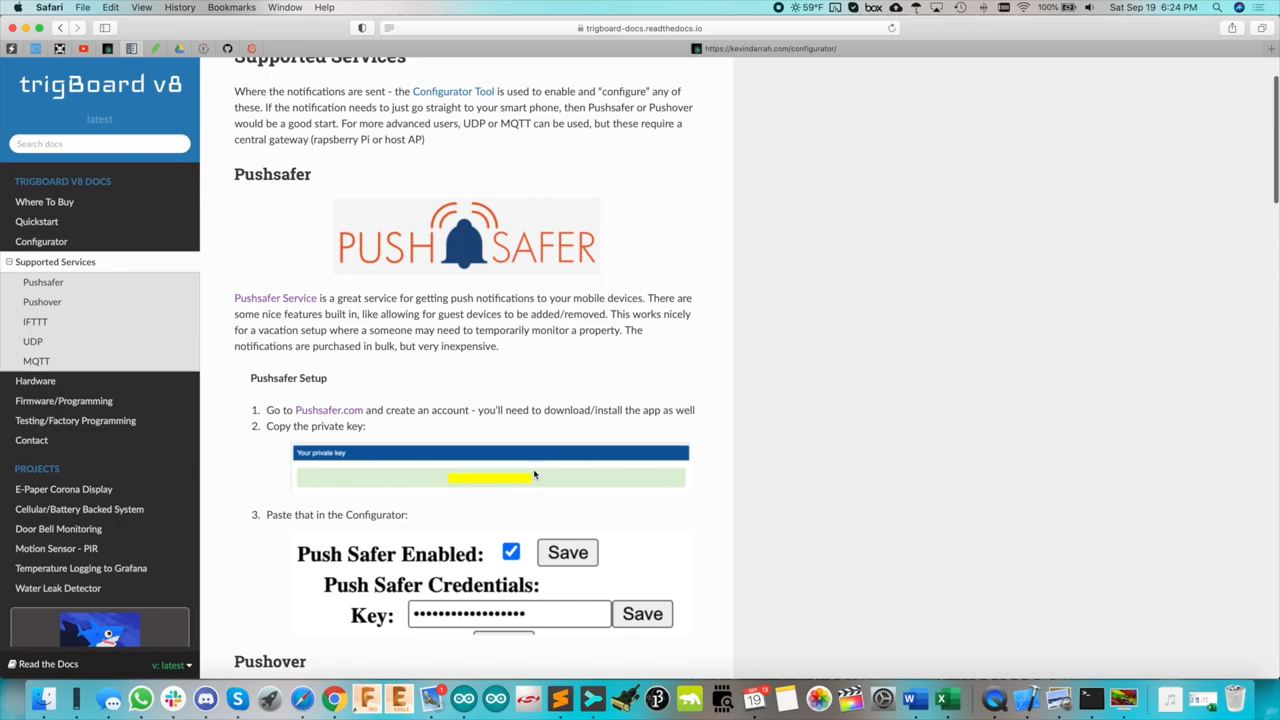 Safari File Edit View History Bookmarks Window Help
59°F box 100% Sat Sep 19 6:24 PM
trigboard-docs.readthedocs.io
https://kevindarrah.com/configurator/
trigBoard v8
latest
Search docs
TRIGBOARD V8 DOCS
Where To Buy
Quickstart
Configurator
Supported Services
Pushsafer
Pushover
IFTTT
UDP
MQTT
Hardware
Firmware/Programming
Testing/Factory Programming
Contact
PROJECTS
E-Paper Corona Display
Cellular/Battery Backed System
Door Bell Monitoring
Motion Sensor - PIR
Temperature Logging to Grafana
Water Leak Detector
Read the Docs v: latest
Supported Services
Where the notifications are sent - the Configurator Tool is used to enable and “configure” any of
these. If the notification needs to just go straight to your smart phone, then Pushsafer or Pushover
would be a good start. For more advanced users, UDP or MQTT can be used, but these require a
central gateway (rapsberry Pi or host AP)
Pushsafer
PUSH SAFER
Pushsafer Service is a great service for getting push notifications to your mobile devices. There are
some nice features built in, like allowing for guest devices to be added/removed. This works nicely
for a vacation setup where a someone may need to temporarily monitor a property. The
notifications are purchased in bulk, but very inexpensive.
Pushsafer Setup
1. Go to Pushsafer.com and create an account - you’ll need to download/install the app as well
2. Copy the private key:
Your private key
3. Paste that in the Configurator:
Push Safer Enabled: Save
Push Safer Credentials:
Key: •••••••••••••••••• Save
Pushover